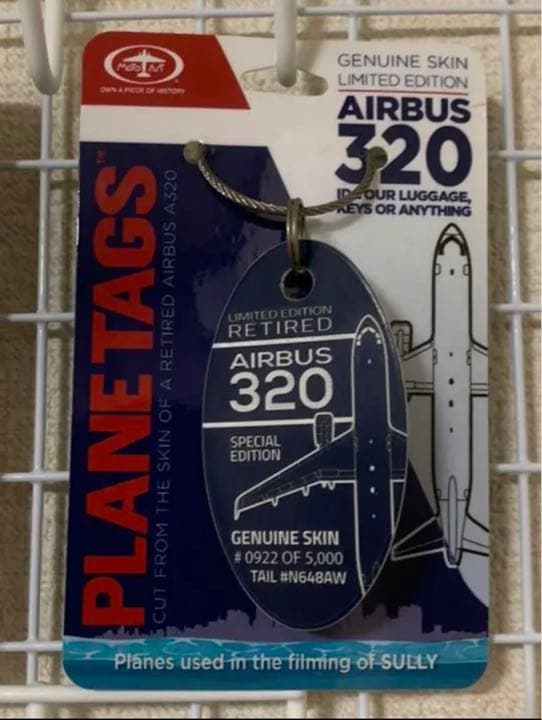 MotoArt
OWN A PIECE OF HISTORY
GENUINE SKIN
LIMITED EDITION
AIRBUS
320
ID YOUR LUGGAGE,
KEYS OR ANYTHING
PLANETAGS™
CUT FROM THE SKIN OF A RETIRED AIRBUS A320
LIMITED EDITION
RETIRED
AIRBUS
320
SPECIAL
EDITION
GENUINE SKIN
# 0922 OF 5,000
TAIL #N648AW
Planes used in the filming of SULLY